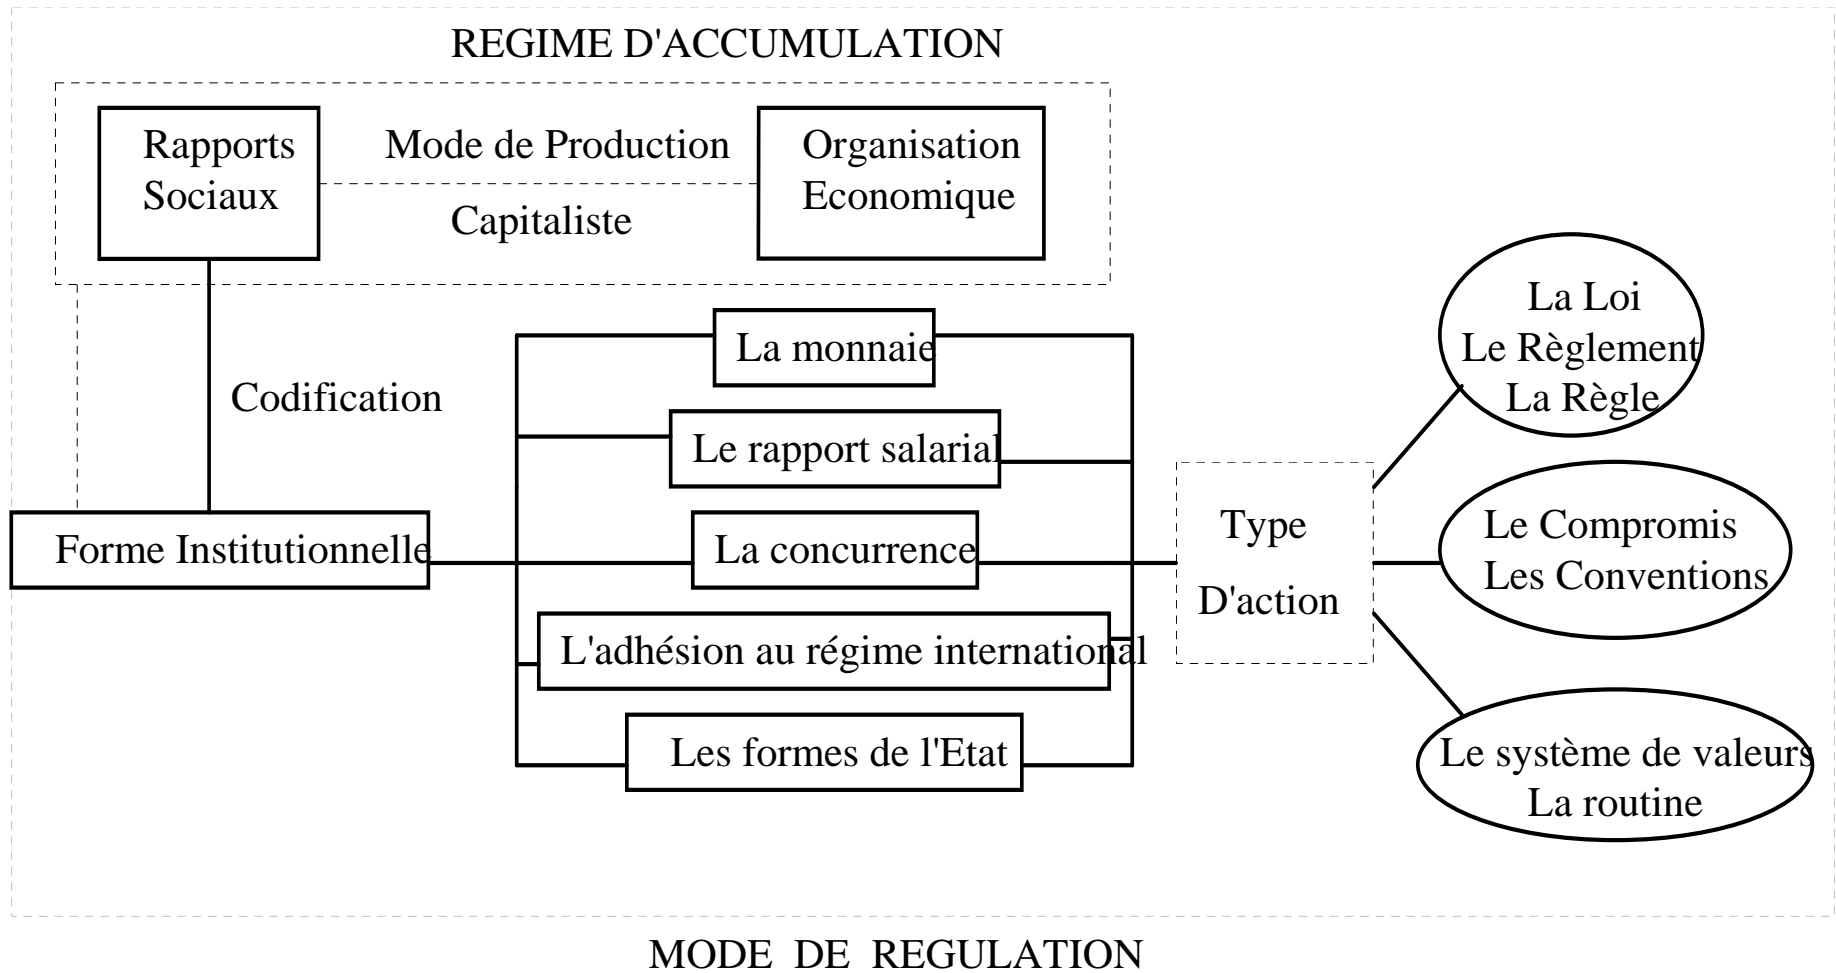 REGIME D'ACCUMULATION
Rapports
Sociaux
Mode de Production
Capitaliste
Organisation
Economique
Codification
Forme Institutionnelle
La monnaie
Le rapport salarial
La concurrence
L'adhésion au régime international
Les formes de l'Etat
Type
D'action
La Loi
Le Règlement
La Règle
Le Compromis
Les Conventions
Le système de valeurs
La routine
MODE DE REGULATION